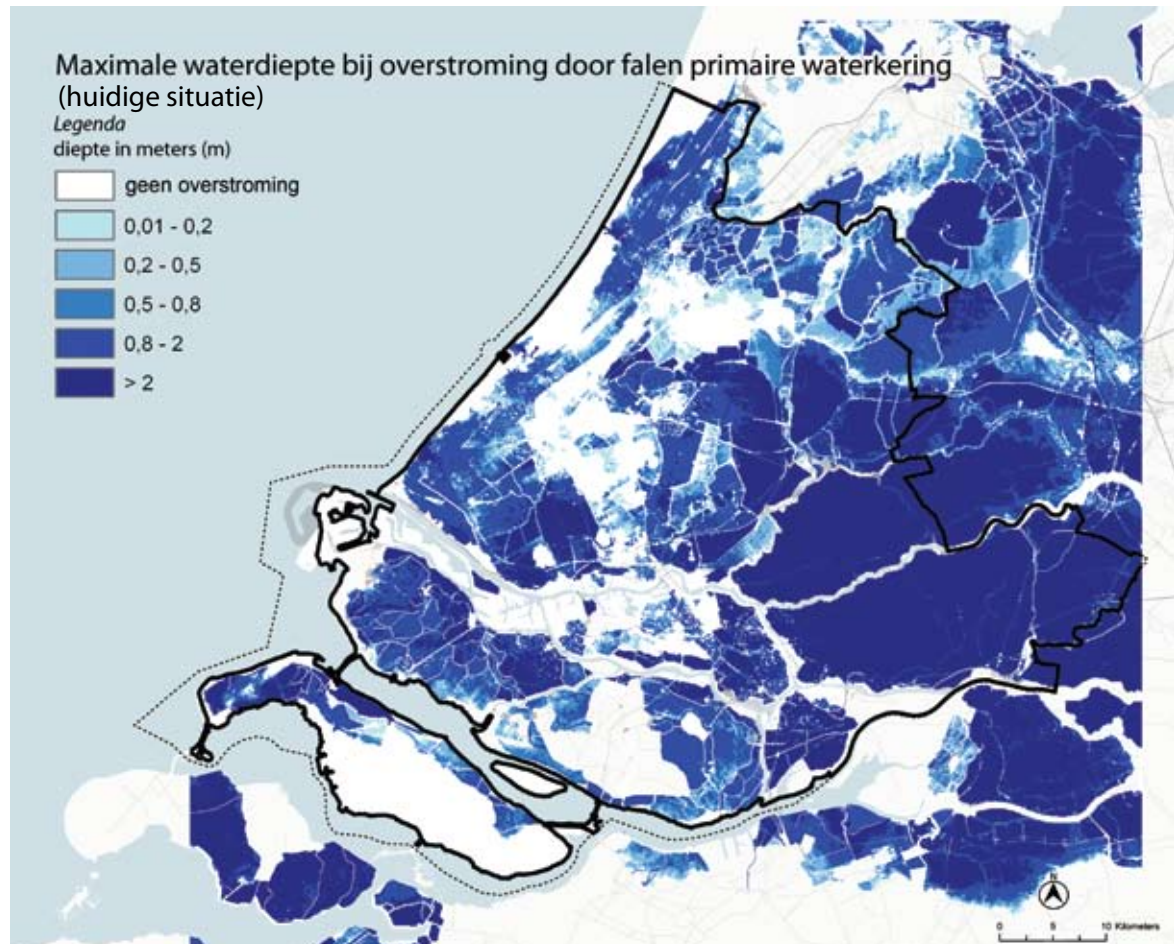 Maximale waterdiepte bij overstroming door falen primaire waterkering
(huidige situatie)
Legenda
diepte in meters (m)
geen overstroming
0,01 - 0,2
0,2 - 0,5
0,5 - 0,8
0,8 - 2
> 2
N
0 5 10 Kilometers